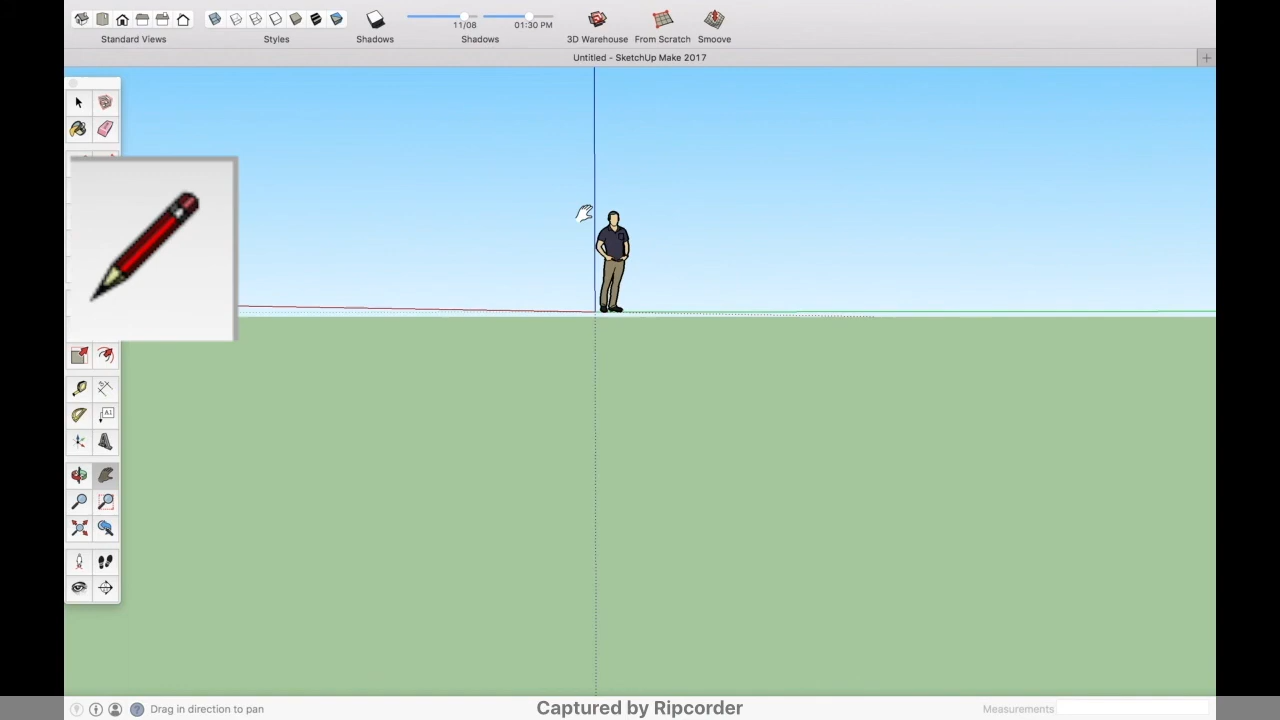 11/08 01:30 PM
Standard Views Styles Shadows Shadows 3D Warehouse From Scratch Smoove
Untitled - SketchUp Make 2017
A1
Drag in direction to pan
Captured by Ripcorder
Measurements